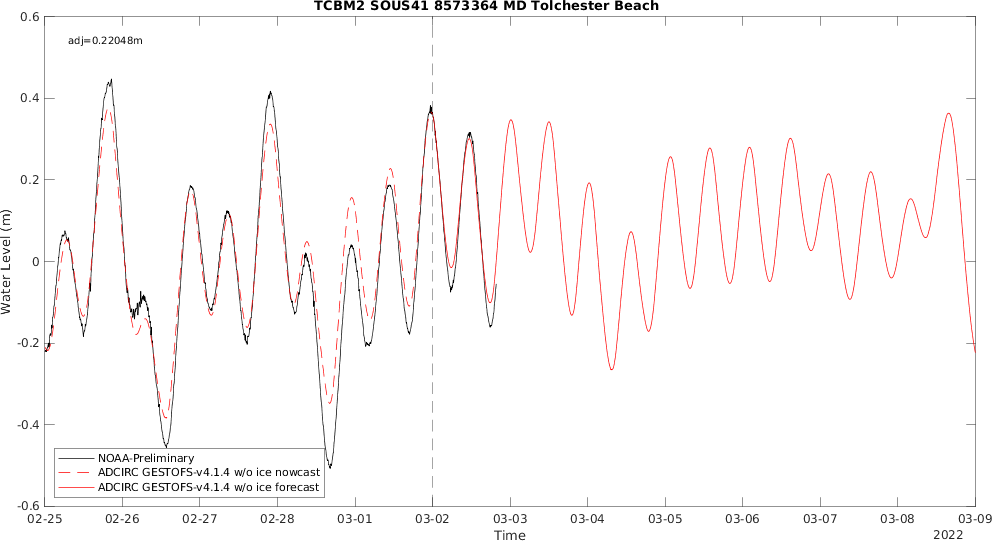 TCBM2 SOUS41 8573364 MD Tolchester Beach
adj=0.22048m
0.6
0.4
0.2
0
-0.2
-0.4
-0.6
Water Level (m)
NOAA-Preliminary
ADCIRC GESTOFS-v4.1.4 w/o ice nowcast
ADCIRC GESTOFS-v4.1.4 w/o ice forecast
02-25 02-26 02-27 02-28 03-01 03-02 03-03 03-04 03-05 03-06 03-07 03-08 03-09
Time
2022